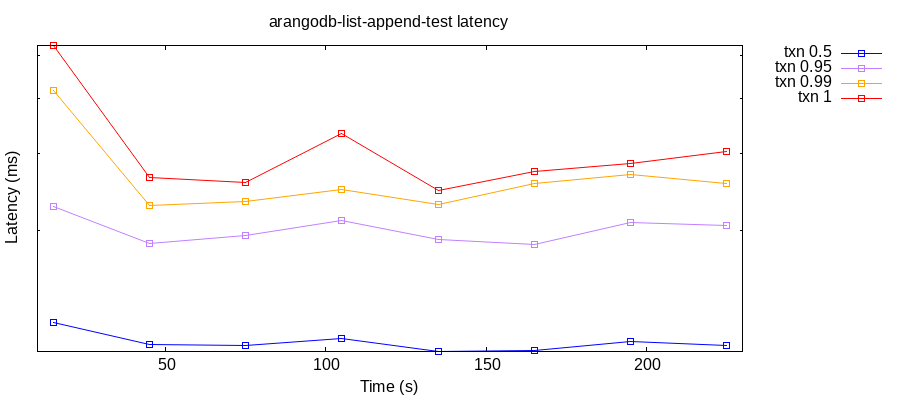 arangodb-list-append-test latency
txn 0.5
txn 0.95
txn 0.99
txn 1
Latency (ms)
50
100
150
200
Time (s)